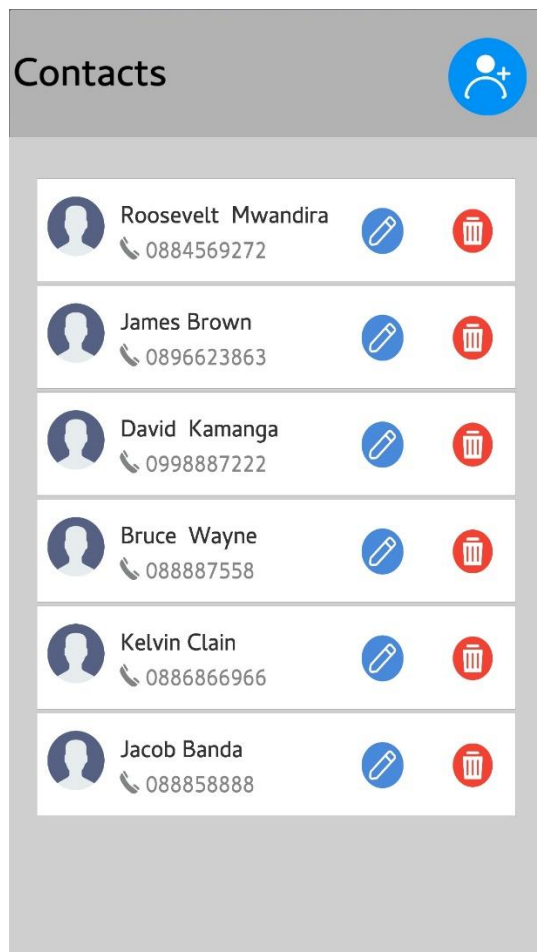 Contacts
Roosevelt  Mwandira
0884569272
James Brown
0896623863
David  Kamanga
0998887222
Bruce  Wayne
088887558
Kelvin Clain
0886866966
Jacob Banda
088858888